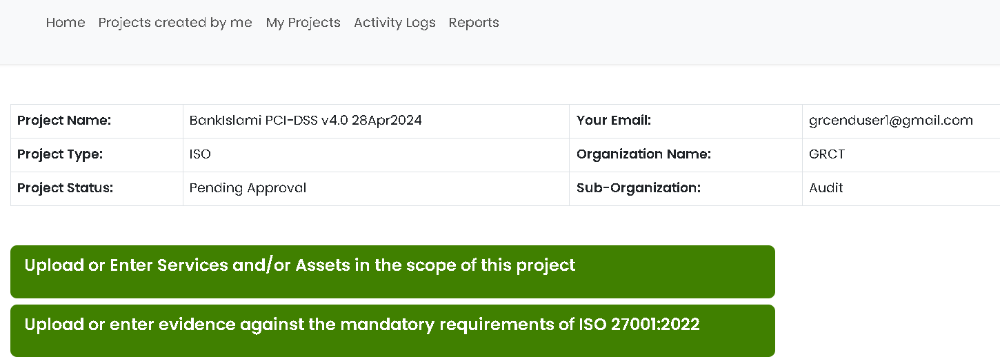 Home Projects created by me My Projects Activity Logs Reports
Project Name: BankIslami PCI-DSS v4.0 28Apr2024 Your Email: grcenduser1@gmail.com
Project Type: ISO Organization Name: GRCT
Project Status: Pending Approval Sub-Organization: Audit
Upload or Enter Services and/or Assets in the scope of this project
Upload or enter evidence against the mandatory requirements of ISO 27001:2022